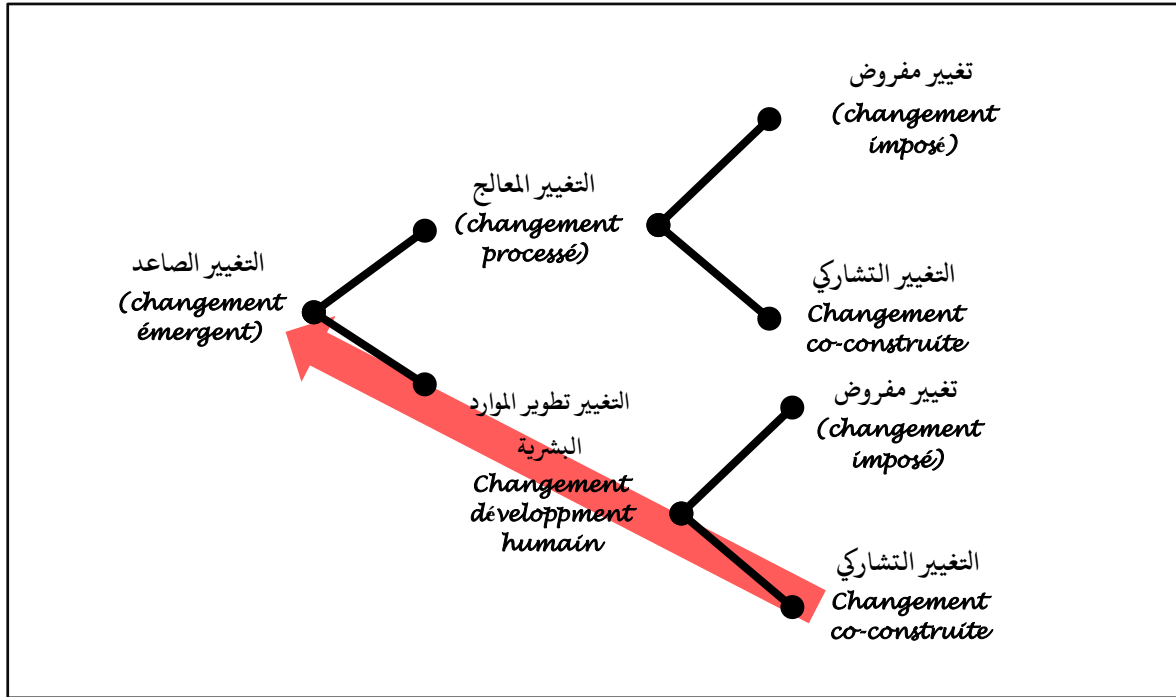 تغيير مفروض
(changement
imposé)
التغيير المعالج
(changement
processé)
التغيير الصاعد
(changement
émergent)
التغيير التشاركي
Changement
co-construite
التغيير تطوير الموارد
البشرية
Changement
développment
humain
تغيير مفروض
(changement
imposé)
التغيير التشاركي
Changement
co-construite